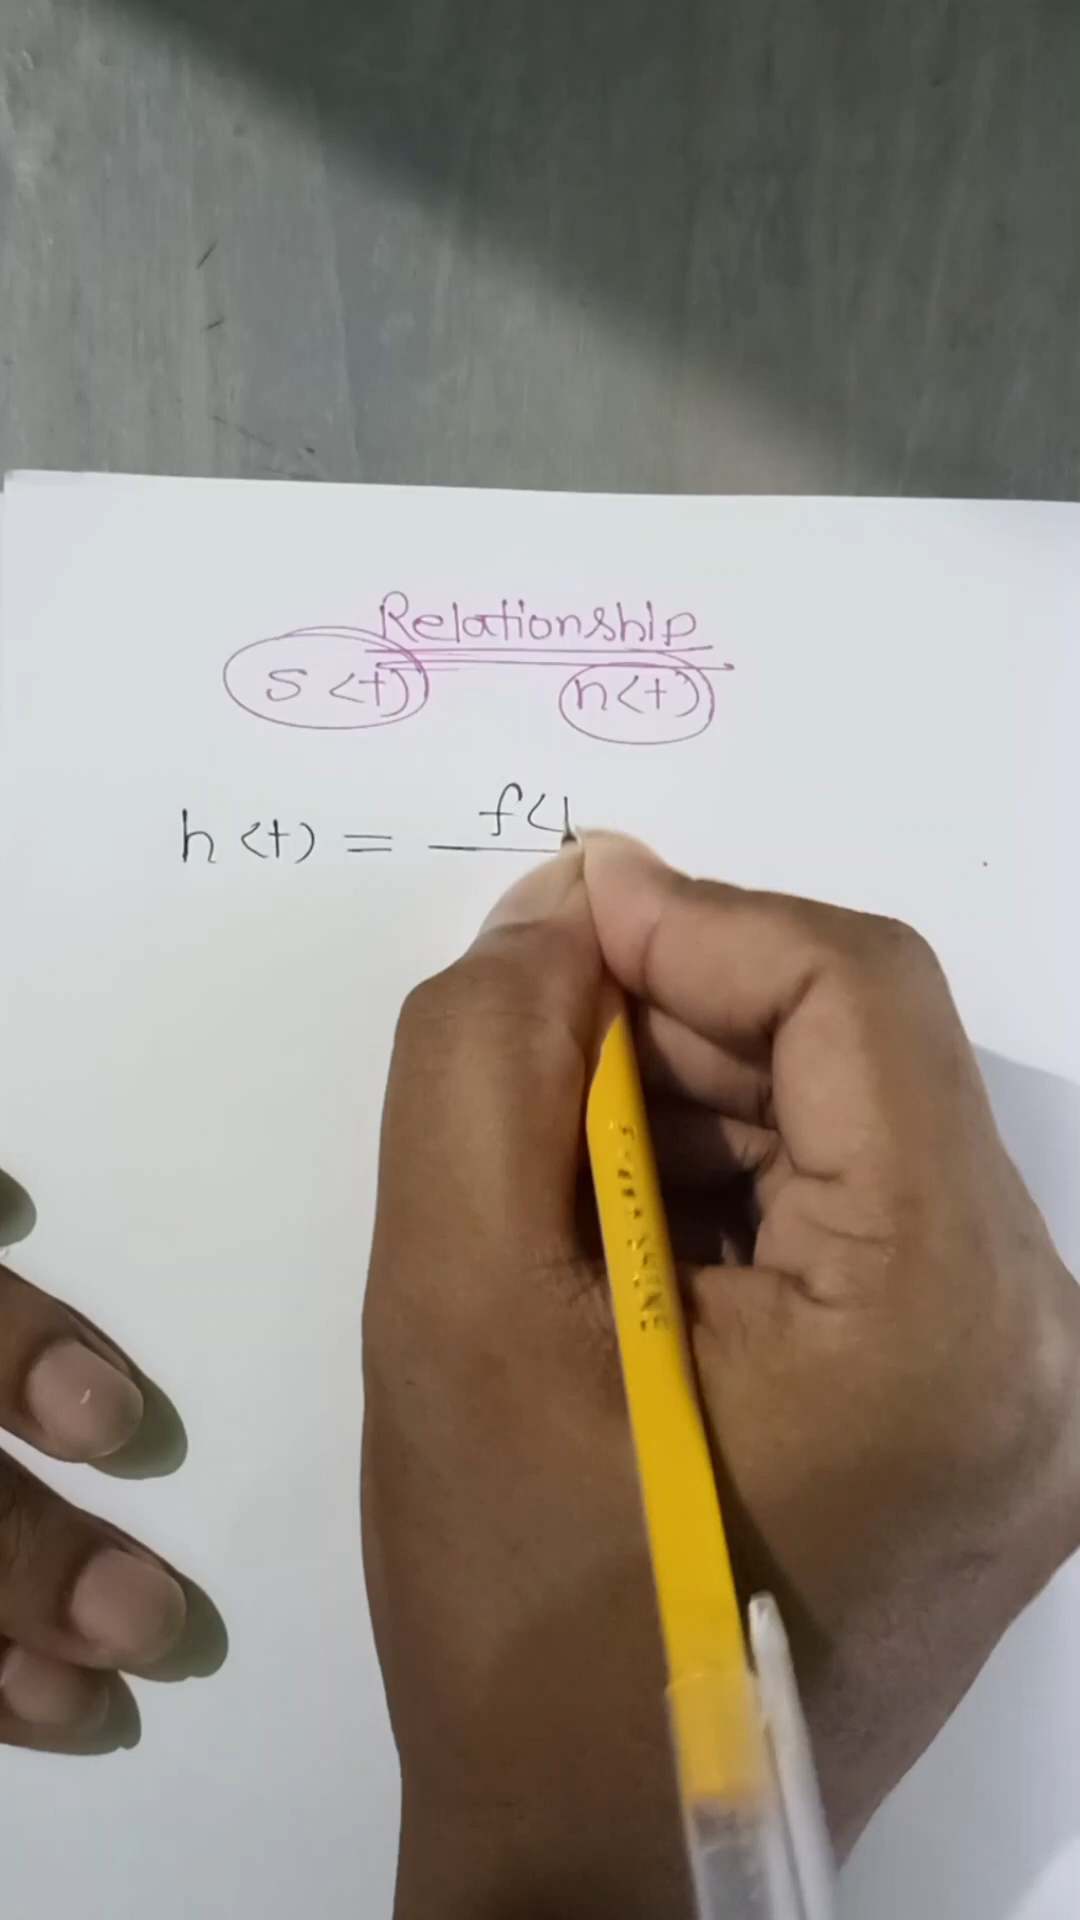 Relationship
S(t) h(t)
h(t) = f(